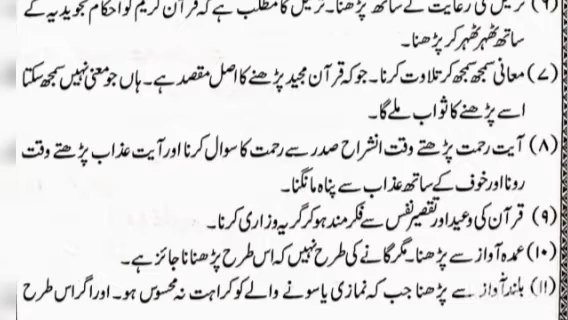 (۶) ترتیل کی رعایت کے ساتھ پڑھنا۔ ترتیل کا مطلب ہے کہ قرآن کریم کو احکام تجویدیہ کے
ساتھ ٹھہر ٹھہر کر پڑھنا۔
(۷) معانی سمجھ سمجھ کر تلاوت کرنا۔ جو کہ قرآن مجید پڑھنے کا اصل مقصد ہے۔ ہاں جو معنی نہیں سمجھ سکتا
اسے پڑھنے کا ثواب ملے گا۔
(۸) آیت رحمت پڑھتے وقت انشراح صدر سے رحمت کا سوال کرنا اور آیت عذاب پڑھتے وقت
رونا اور خوف کے ساتھ عذاب سے پناہ مانگنا۔
(۹) قرآن کی وعید اور تقصیر نفس سے فکر مند ہو کر گریہ وزاری کرنا۔
(۱۰) عمدہ آواز سے پڑھنا۔ مگر گانے کی طرح نہیں کہ اس طرح پڑھنا ناجائز ہے۔
(۱۱) بلند آواز سے پڑھنا جب کہ نمازی یا سونے والے کو کراہت نہ محسوس ہو۔ اور اگر اس طرح